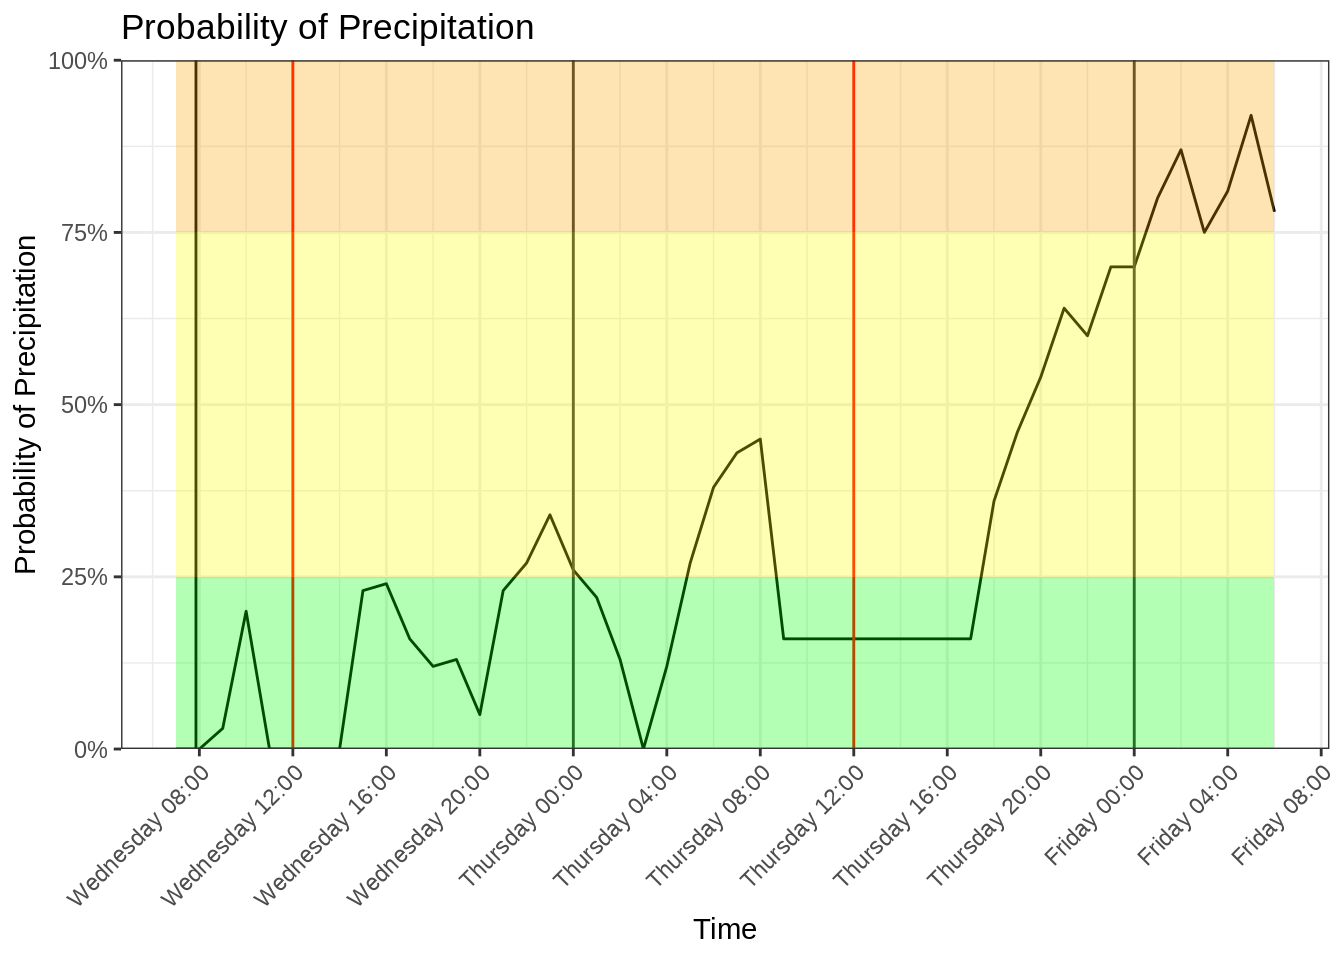 Probability of Precipitation
Probability of Precipitation
100%
75%
50%
25%
0%
Wednesday 08:00
Wednesday 12:00
Wednesday 16:00
Wednesday 20:00
Thursday 00:00
Thursday 04:00
Thursday 08:00
Thursday 12:00
Thursday 16:00
Thursday 20:00
Friday 00:00
Friday 04:00
Friday 08:00
Time